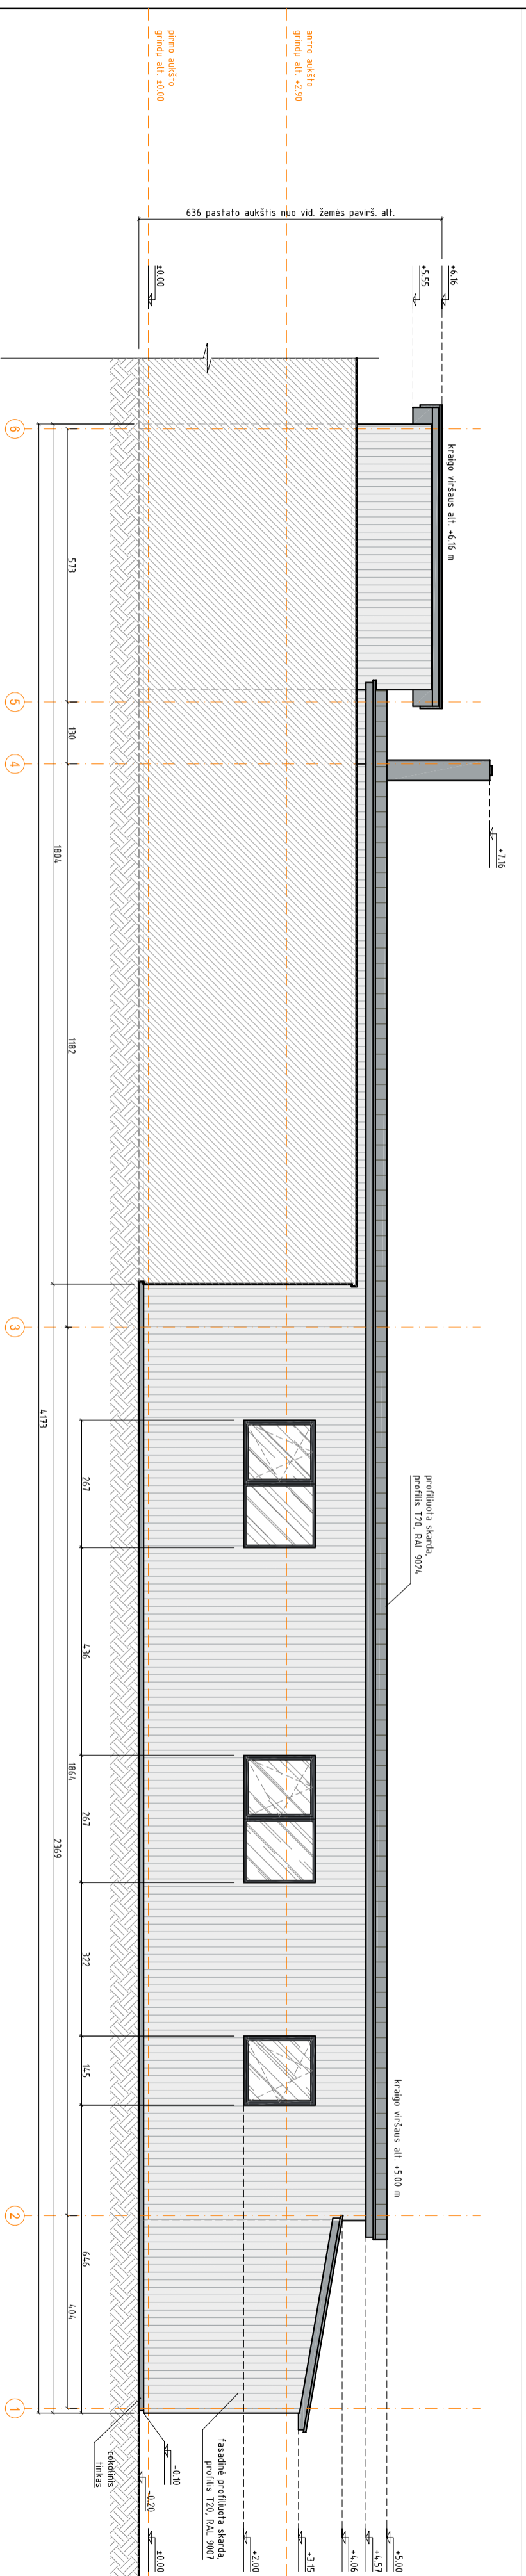 pirmo aukšto
grindų alt. ±0.00
antro aukšto
grindų alt. +2.90
636 pastato aukštis nuo vid. žemės pavirš. alt.
+6.16
+5.55
±0.00
kraigo viršaus alt. +6.16 m
+7.16
6
5
4
3
2
1
573
130
1182
1804
4173
2369
1864
267
436
267
322
145
646
404
profiliuota skarda,
profilis T20, RAL 9024
kraigo viršaus alt. +5.00 m
fasadinė profiliuota skarda,
profilis T20, RAL 9007
cokolinis
tinkas
-0.10
-0.20
±0.00
+2.00
+3.15
+4.06
+4.57
+5.00